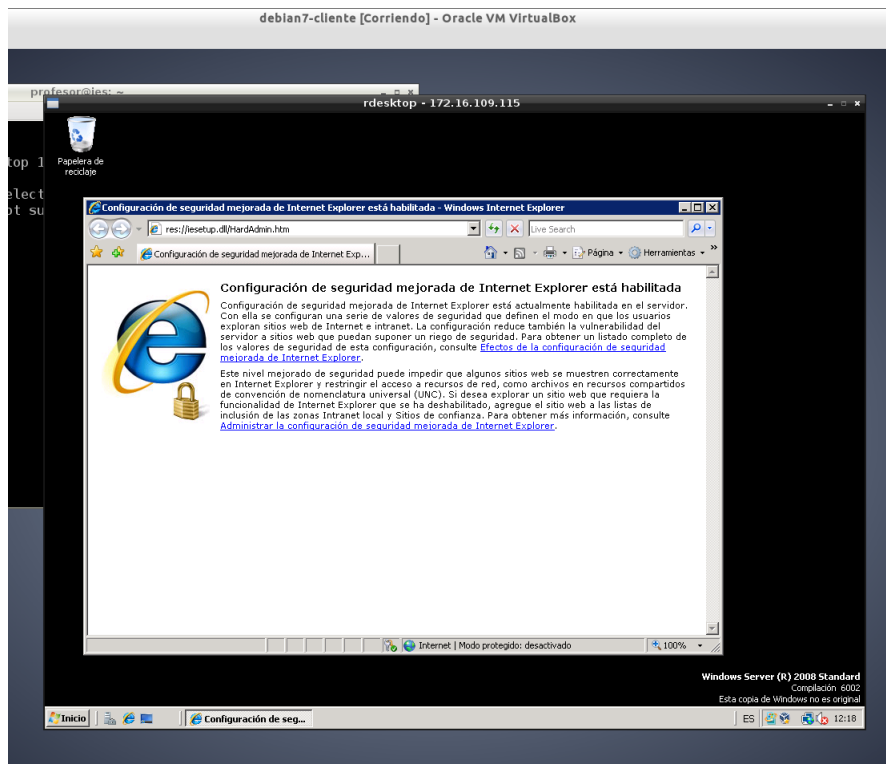 debian7-cliente [Corriendo] - Oracle VM VirtualBox
profesor@ies: ~
rdesktop - 172.16.109.115
top 1
elect
ot su
Papelera de
reciclaje
Configuración de seguridad mejorada de Internet Explorer está habilitada - Windows Internet Explorer
res://iesetup.dll/HardAdmin.htm
Live Search
Configuración de seguridad mejorada de Internet Exp...
Página
Herramientas
»
Configuración de seguridad mejorada de Internet Explorer está habilitada
Configuración de seguridad mejorada de Internet Explorer está actualmente habilitada en el servidor.
Con ella se configuran una serie de valores de seguridad que definen el modo en que los usuarios
exploran sitios web de Internet e intranet. La configuración reduce también la vulnerabilidad del
servidor a sitios web que puedan suponer un riego de seguridad. Para obtener un listado completo de
los valores de seguridad de esta configuración, consulte Efectos de la configuración de seguridad
mejorada de Internet Explorer.
Este nivel mejorado de seguridad puede impedir que algunos sitios web se muestren correctamente
en Internet Explorer y restringir el acceso a recursos de red, como archivos en recursos compartidos
de convención de nomenclatura universal (UNC). Si desea explorar un sitio web que requiera la
funcionalidad de Internet Explorer que se ha deshabilitado, agregue el sitio web a las listas de
inclusión de las zonas Intranet local y Sitios de confianza. Para obtener más información, consulte
Administrar la configuración de seguridad mejorada de Internet Explorer.
Internet | Modo protegido: desactivado
100%
Windows Server (R) 2008 Standard
Compilación 6002
Esta copia de Windows no es original
Inicio
Configuración de seg...
ES
12:18